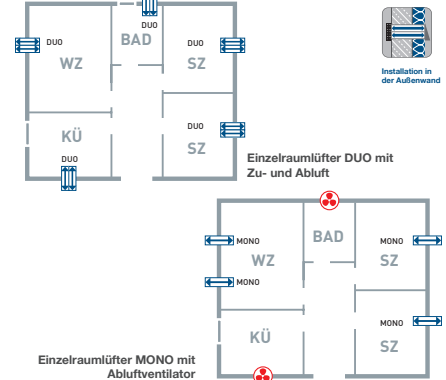 DUO
BAD
DUO
WZ
DUO
SZ
KÜ
DUO
DUO
SZ
Installation in
der Außenwand
Einzelraumlüfter DUO mit
Zu- und Abluft
MONO
WZ
BAD
MONO
SZ
MONO
KÜ
MONO
SZ
Einzelraumlüfter MONO mit
Abluftventilator